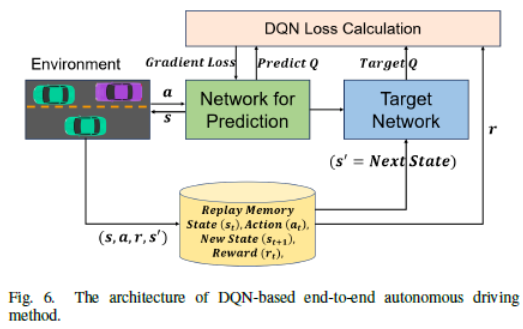 DQN Loss Calculation
Environment
Gradient Loss
Predict Q
Target Q
a
s
Network for
Prediction
Target
Network
r
(s' = Next State)
Replay Memory
State (s_t), Action (a_t),
New State (s_{t+1}),
Reward (r_t),
(s, a, r, s')
Fig. 6. The architecture of DQN-based end-to-end autonomous driving
method.